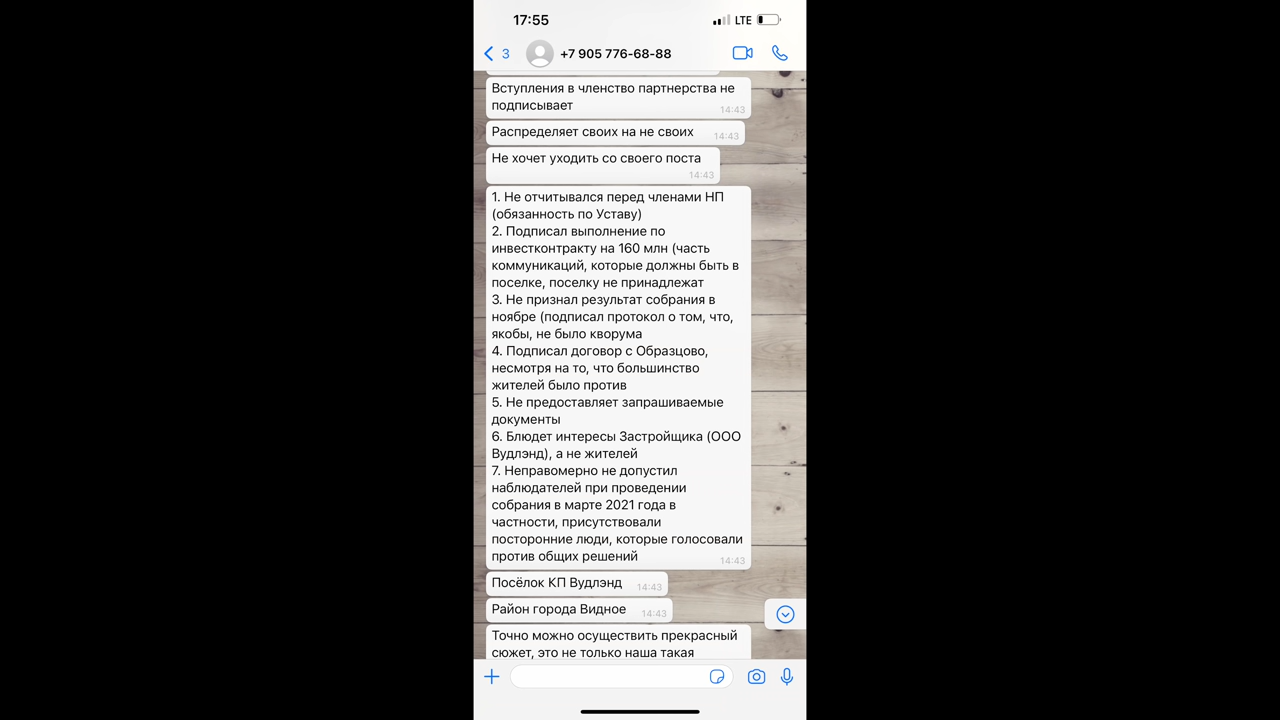 17:55
LTE
3
+7 905 776-68-88
Вступления в членство партнерства не
подписывает
14:43
Распределяет своих на не своих
14:43
Не хочет уходить со своего поста
14:43
1. Не отчитывался перед членами НП
(обязанность по Уставу)
2. Подписал выполнение по
инвестконтракту на 160 млн (часть
коммуникаций, которые должны быть в
поселке, поселку не принадлежат
3. Не признал результат собрания в
ноябре (подписал протокол о том, что,
якобы, не было кворума
4. Подписал договор с Образцово,
несмотря на то, что большинство
жителей было против
5. Не предоставляет запрашиваемые
документы
6. Блюдет интересы Застройщика (ООО
Вудлэнд), а не жителей
7. Неправомерно не допустил
наблюдателей при проведении
собрания в марте 2021 года в
частности, присутствовали
посторонние люди, которые голосовали
против общих решений
14:43
Посёлок КП Вудлэнд
14:43
Район города Видное
14:43
Точно можно осуществить прекрасный
сюжет, это не только наша такая